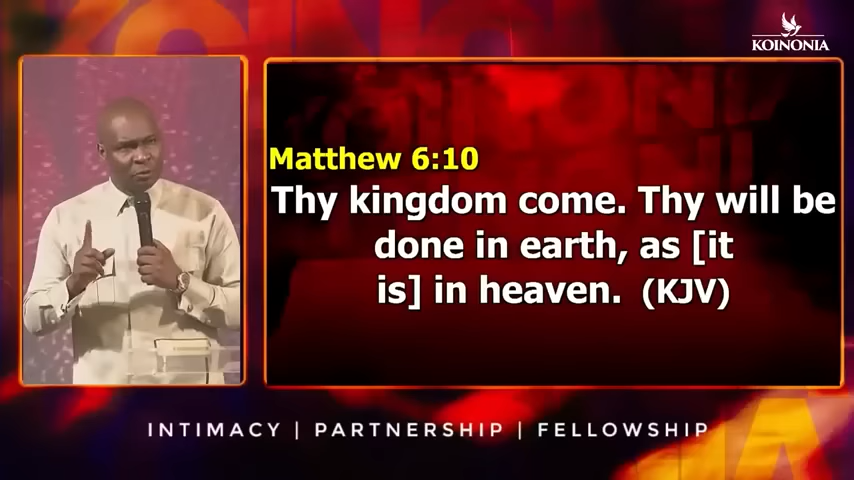 KOINONIA
Matthew 6:10
Thy kingdom come. Thy will be
done in earth, as [it
is] in heaven. (KJV)
INTIMACY | PARTNERSHIP | FELLOWSHIP